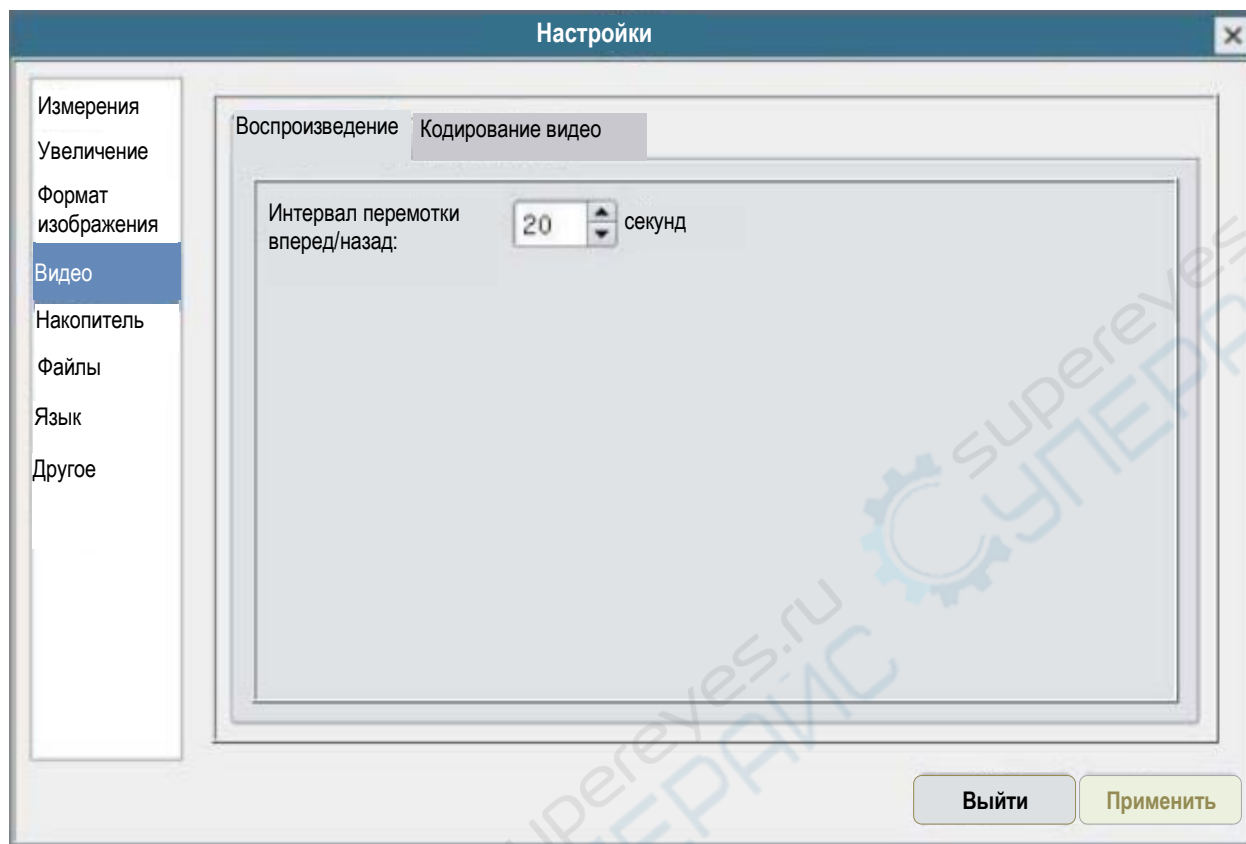 Настройки
Измерения
Увеличение
Формат
изображения
Видео
Накопитель
Файлы
Язык
Другое
Воспроизведение
Кодирование видео
Интервал перемотки
вперед/назад:
20
секунд
Выйти
Применить
supereyes.ru
СУПЕРАЙС